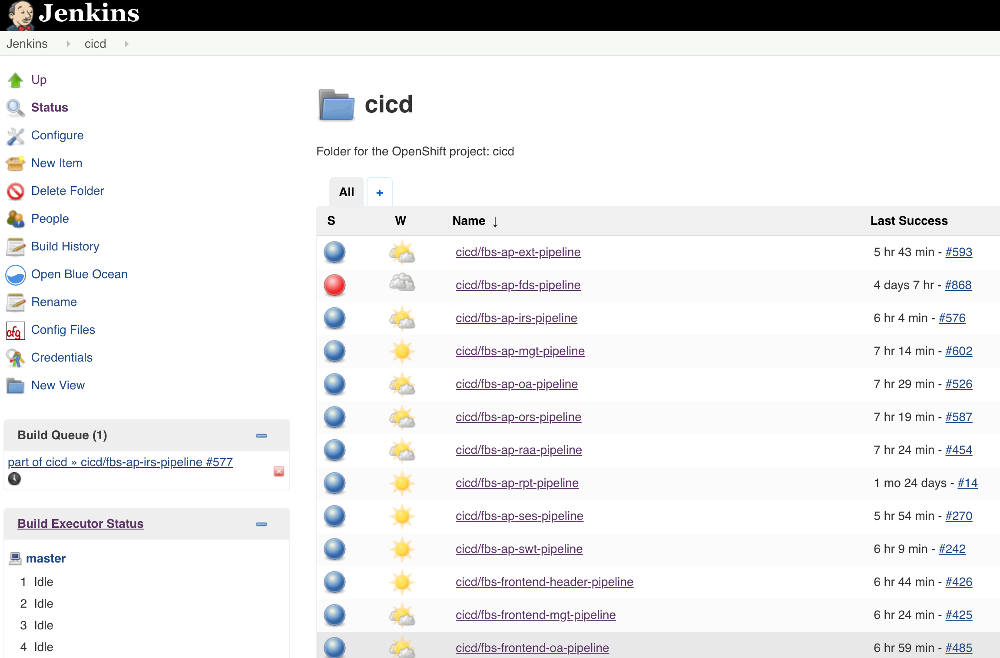 Jenkins
Jenkins cicd
Up
Status
Configure
New Item
Delete Folder
People
Build History
Open Blue Ocean
Rename
cfg Config Files
Credentials
New View
Build Queue (1)
part of cicd » cicd/fbs-ap-irs-pipeline #577
Build Executor Status
master
1 Idle
2 Idle
3 Idle
4 Idle
cicd
Folder for the OpenShift project: cicd
All +
S W Name ↓ Last Success
cicd/fbs-ap-ext-pipeline 5 hr 43 min - #593
cicd/fbs-ap-fds-pipeline 4 days 7 hr - #868
cicd/fbs-ap-irs-pipeline 6 hr 4 min - #576
cicd/fbs-ap-mgt-pipeline 7 hr 14 min - #602
cicd/fbs-ap-oa-pipeline 7 hr 29 min - #526
cicd/fbs-ap-ors-pipeline 7 hr 19 min - #587
cicd/fbs-ap-raa-pipeline 7 hr 24 min - #454
cicd/fbs-ap-rpt-pipeline 1 mo 24 days - #14
cicd/fbs-ap-ses-pipeline 5 hr 54 min - #270
cicd/fbs-ap-swt-pipeline 6 hr 9 min - #242
cicd/fbs-frontend-header-pipeline 6 hr 44 min - #426
cicd/fbs-frontend-mgt-pipeline 6 hr 24 min - #425
cicd/fbs-frontend-oa-pipeline 6 hr 59 min - #485